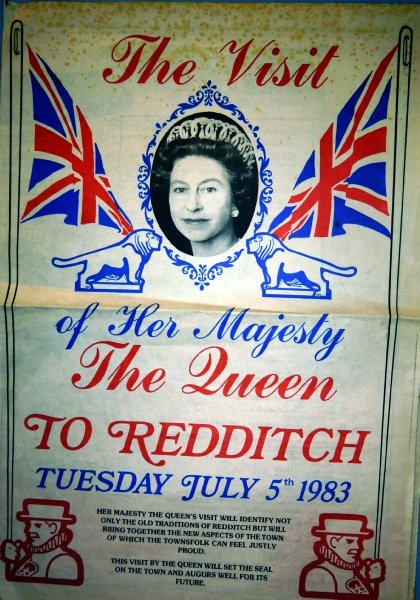 The Visit
of Her Majesty
The Queen
TO REDDITCH
TUESDAY JULY 5th 1983
HER MAJESTY THE QUEEN'S VISIT WILL IDENTIFY NOT
ONLY THE OLD TRADITIONS OF REDDITCH BUT WILL
BRING TOGETHER THE NEW ASPECTS OF THE TOWN
OF WHICH THE TOWNSFOLK CAN FEEL JUSTLY
PROUD.
THIS VISIT BY THE QUEEN WILL SET THE SEAL
ON THE TOWN AND AUGURS WELL FOR ITS
FUTURE.